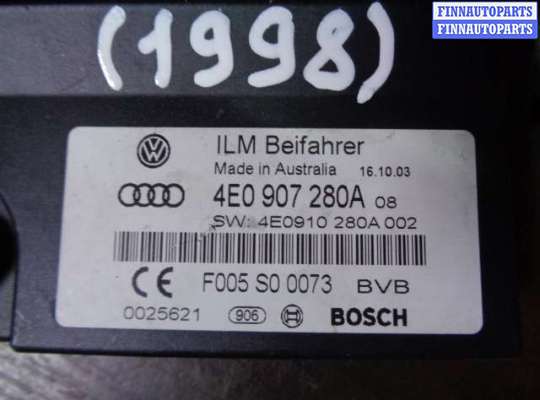 FINNAUTOPARTS
FINNAUTOPARTS
(1998)
ILM Beifahrer
Made in Australia 16.10.03
4E0 907 280A 08
SW: 4E0910 280A 002
F005 S0 0073 BVB
0025621 906 BOSCH